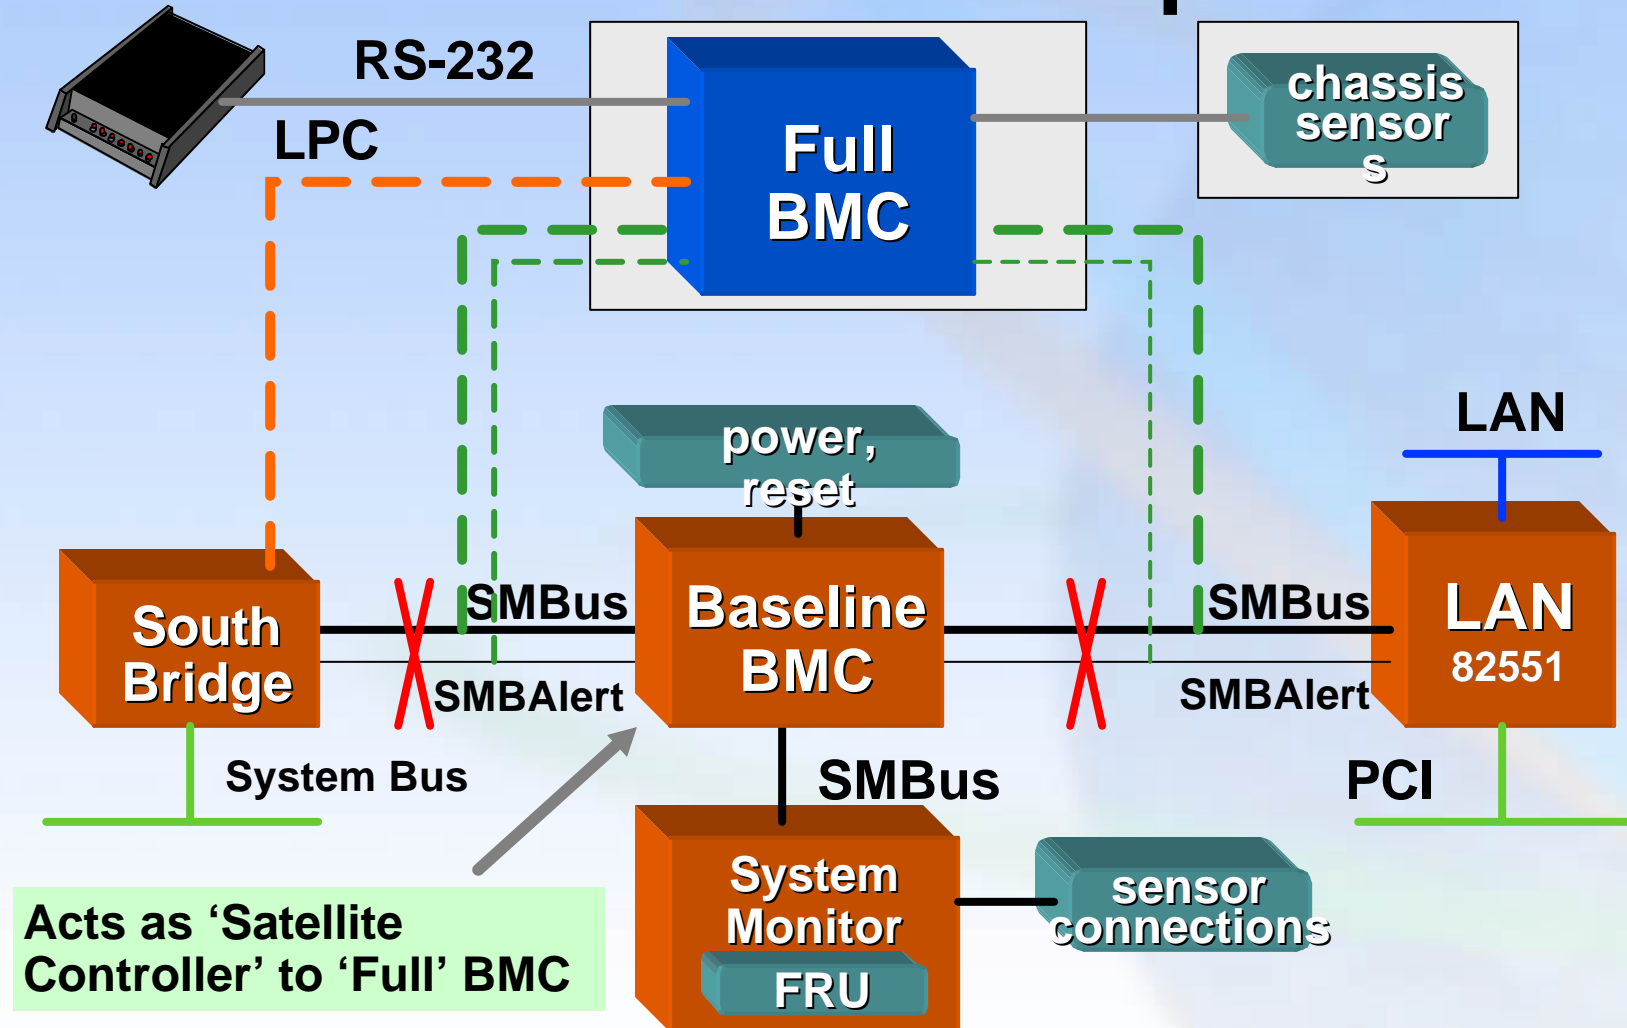 RS-232
LPC
Full
BMC
chassis
sensor
s
power,
reset
LAN
South
Bridge
SMBus
SMBAlert
Baseline
BMC
SMBus
SMBAlert
LAN
82551
System Bus
SMBus
PCI
System
Monitor
FRU
sensor
connections
Acts as ‘Satellite
Controller’ to ‘Full’ BMC